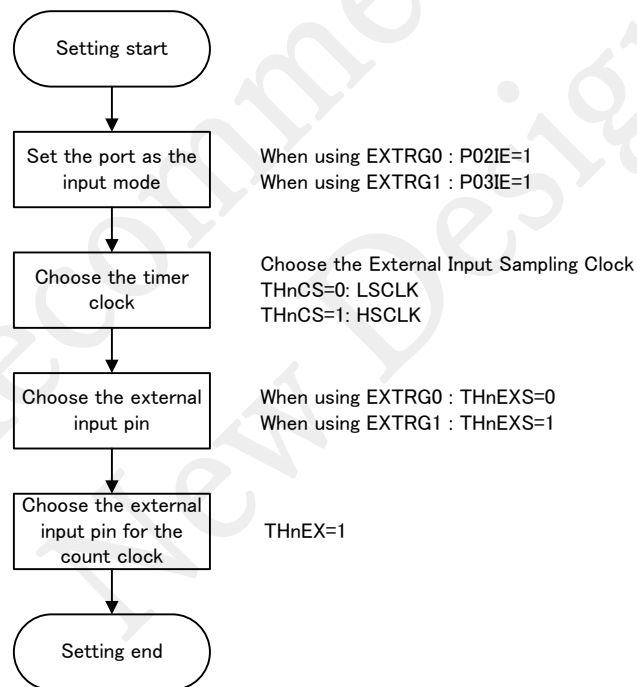 Setting start
Set the port as the
input mode
When using EXTRG0 : P02IE=1
When using EXTRG1 : P03IE=1
Choose the timer
clock
Choose the External Input Sampling Clock
THnCS=0: LSCLK
THnCS=1: HSCLK
Choose the external
input pin
When using EXTRG0 : THnEXS=0
When using EXTRG1 : THnEXS=1
Choose the external
input pin for the
count clock
THnEX=1
Setting end
New Design